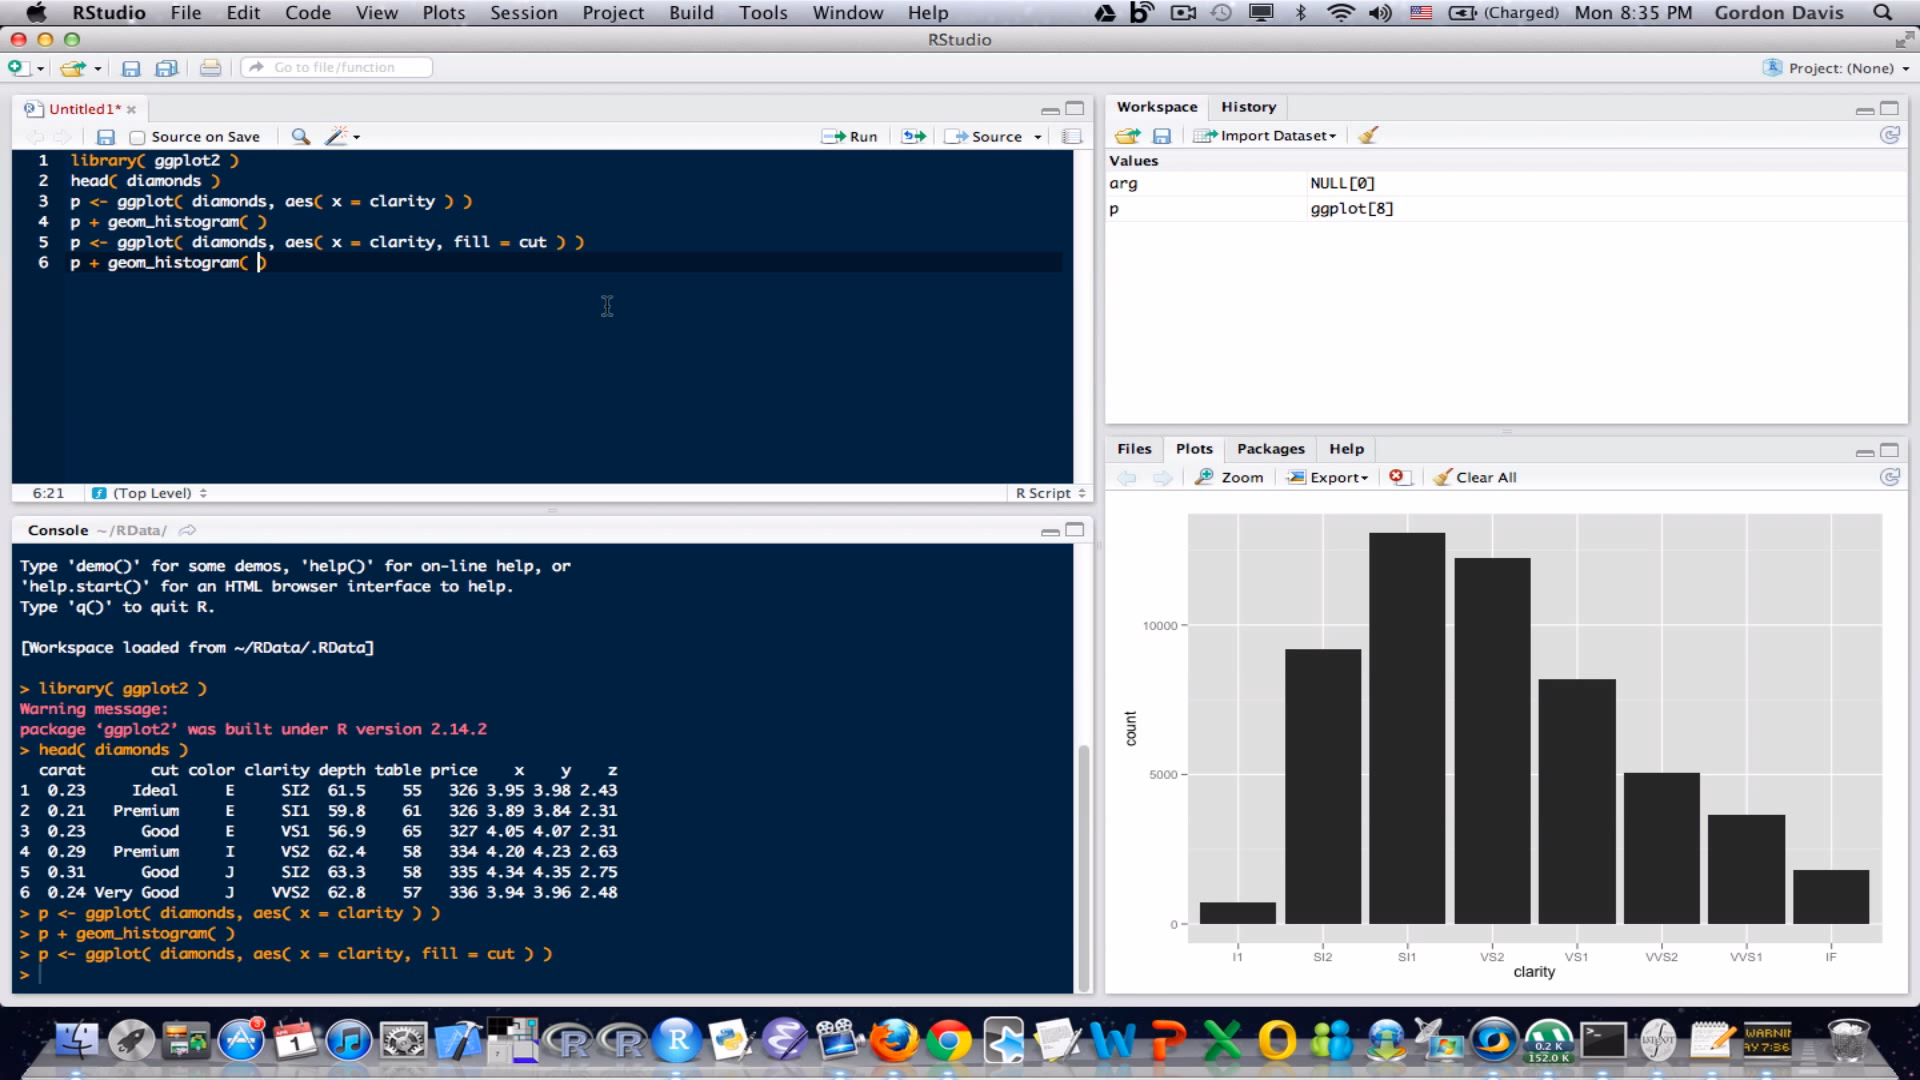 RStudio File Edit Code View Plots Session Project Build Tools Window Help (Charged) Mon 8:35 PM Gordon Davis
RStudio
Go to file/function
Project: (None)
Untitled1*
Source on Save
Run
Source
1 library( ggplot2 )
2 head( diamonds )
3 p <- ggplot( diamonds, aes( x = clarity ) )
4 p + geom_histogram( )
5 p <- ggplot( diamonds, aes( x = clarity, fill = cut ) )
6 p + geom_histogram( )
6:21 (Top Level) R Script
Workspace History
Import Dataset
Values
arg NULL[0]
p ggplot[8]
Console ~/RData/
Type 'demo()' for some demos, 'help()' for on-line help, or
'help.start()' for an HTML browser interface to help.
Type 'q()' to quit R.
[Workspace loaded from ~/RData/.RData]
> library( ggplot2 )
Warning message:
package ‘ggplot2’ was built under R version 2.14.2
> head( diamonds )
carat cut color clarity depth table price x y z
1 0.23 Ideal E SI2 61.5 55 326 3.95 3.98 2.43
2 0.21 Premium E SI1 59.8 61 326 3.89 3.84 2.31
3 0.23 Good E VS1 56.9 65 327 4.05 4.07 2.31
4 0.29 Premium I VS2 62.4 58 334 4.20 4.23 2.63
5 0.31 Good J SI2 63.3 58 335 4.34 4.35 2.75
6 0.24 Very Good J VVS2 62.8 57 336 3.94 3.96 2.48
> p <- ggplot( diamonds, aes( x = clarity ) )
> p + geom_histogram( )
> p <- ggplot( diamonds, aes( x = clarity, fill = cut ) )
>
Files Plots Packages Help
Zoom Export Clear All
10000
5000
0
count
I1 SI2 SI1 VS2 VS1 VVS2 VVS1 IF
clarity
3
1
0.2 K
152.0 K
WARNIN
AY 7:36